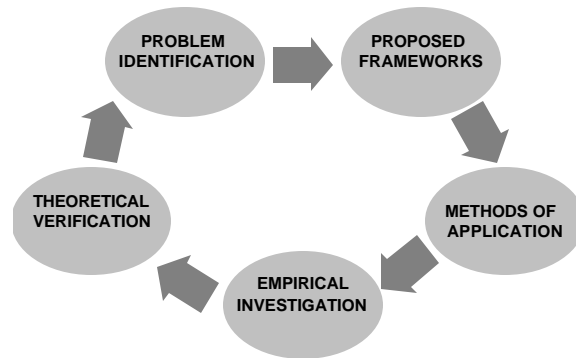 PROBLEM
IDENTIFICATION
PROPOSED
FRAMEWORKS
METHODS OF
APPLICATION
EMPIRICAL
INVESTIGATION
THEORETICAL
VERIFICATION